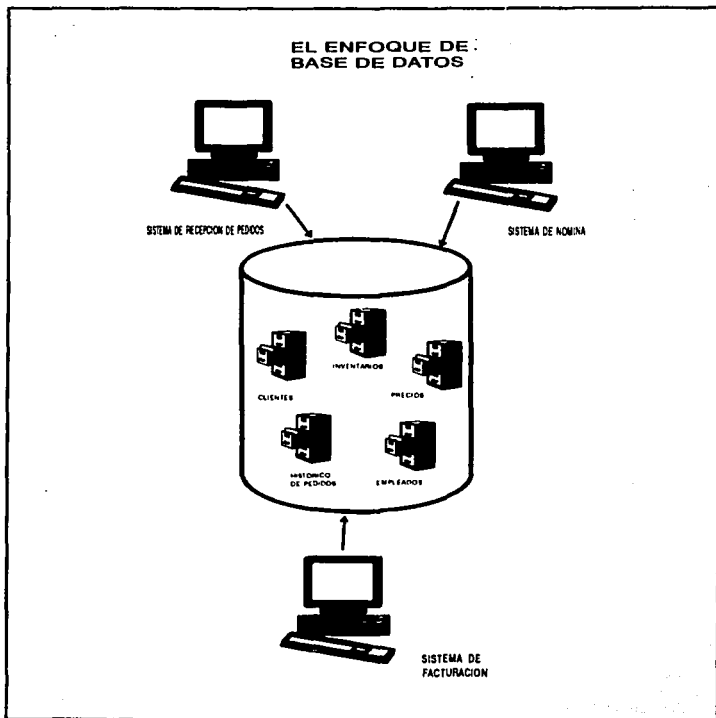 EL ENFOQUE DE
BASE DE DATOS
SISTEMA DE RECEPCION DE PEDIDOS
SISTEMA DE NOMINA
INVENTARIOS
CLIENTES
PRECIOS
HISTORICO
DE PEDIDOS
EMPLEADOS
SISTEMA DE
FACTURACION